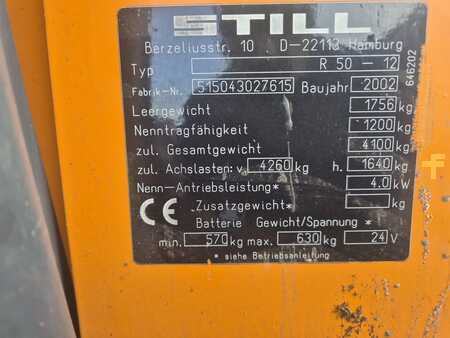 STILL
Berzeliusstr. 10 D-22113 Hamburg
Typ R 50 - 12
Fabrik-Nr. 515043027615 Baujahr 2002
Leergewicht 1756 kg
Nenntragfähigkeit 1200 kg
zul. Gesamtgewicht 4100 kg
zul. Achslasten: v. 4260 kg h. 1640 kg
Nenn-Antriebsleistung* 4.0 kW
Zusatzgewicht* kg
CE
Batterie Gewicht/Spannung *
min. 570 kg max. 630 kg 24 V
* siehe Betriebsanleitung
646202
f